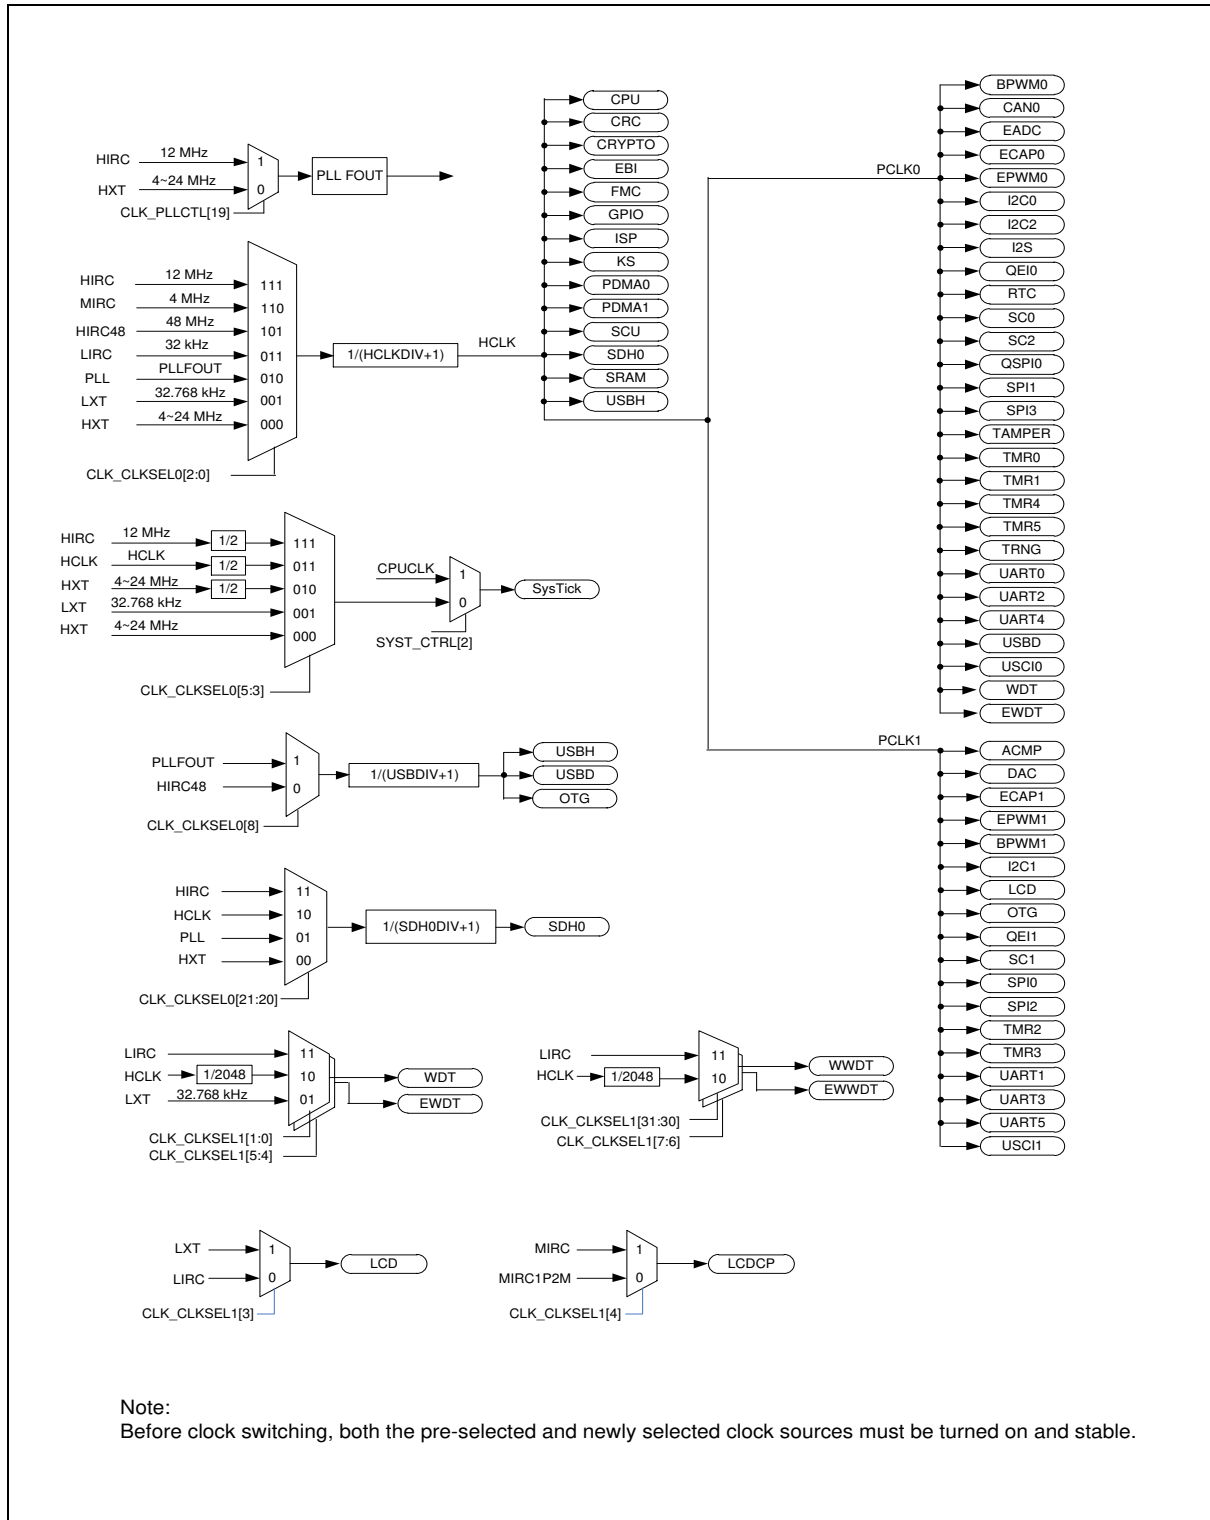 HIRC
12 MHz
1
HXT
4~24 MHz
0
PLL FOUT
CLK_PLLCTL[19]
HIRC
12 MHz
111
MIRC
4 MHz
110
HIRC48
48 MHz
101
LIRC
32 kHz
011
PLL
PLLFOUT
010
LXT
32.768 kHz
001
HXT
4~24 MHz
000
CLK_CLKSEL0[2:0]
1/(HCLKDIV+1)
HCLK
CPU
CRC
CRYPTO
EBI
FMC
GPIO
ISP
KS
PDMA0
PDMA1
SCU
SDH0
SRAM
USBH
PCLK0
BPWM0
CAN0
EADC
ECAP0
EPWM0
I2C0
I2C2
I2S
QEI0
RTC
SC0
SC2
QSPI0
SPI1
SPI3
TAMPER
TMR0
TMR1
TMR4
TMR5
TRNG
UART0
UART2
UART4
USBD
USCI0
WDT
EWDT
PCLK1
ACMP
DAC
ECAP1
EPWM1
BPWM1
I2C1
LCD
OTG
QEI1
SC1
SPI0
SPI2
TMR2
TMR3
UART1
UART3
UART5
USCI1
HIRC
12 MHz
1/2
111
HCLK
HCLK
1/2
011
HXT
4~24 MHz
1/2
010
LXT
32.768 kHz
001
HXT
4~24 MHz
000
CLK_CLKSEL0[5:3]
CPUCLK
1
0
SYST_CTRL[2]
SysTick
PLLFOUT
1
HIRC48
0
CLK_CLKSEL0[8]
1/(USBDIV+1)
USBH
USBD
OTG
HIRC
11
HCLK
10
PLL
01
HXT
00
CLK_CLKSEL0[21:20]
1/(SDH0DIV+1)
SDH0
LIRC
11
HCLK
1/2048
10
LXT
32.768 kHz
01
CLK_CLKSEL1[1:0]
CLK_CLKSEL1[5:4]
WDT
EWDT
LIRC
11
HCLK
1/2048
10
CLK_CLKSEL1[31:30]
CLK_CLKSEL1[7:6]
WWDT
EWWDT
LXT
1
LIRC
0
CLK_CLKSEL1[3]
LCD
MIRC
1
MIRC1P2M
0
CLK_CLKSEL1[4]
LCDCP
Note:
Before clock switching, both the pre-selected and newly selected clock sources must be turned on and stable.